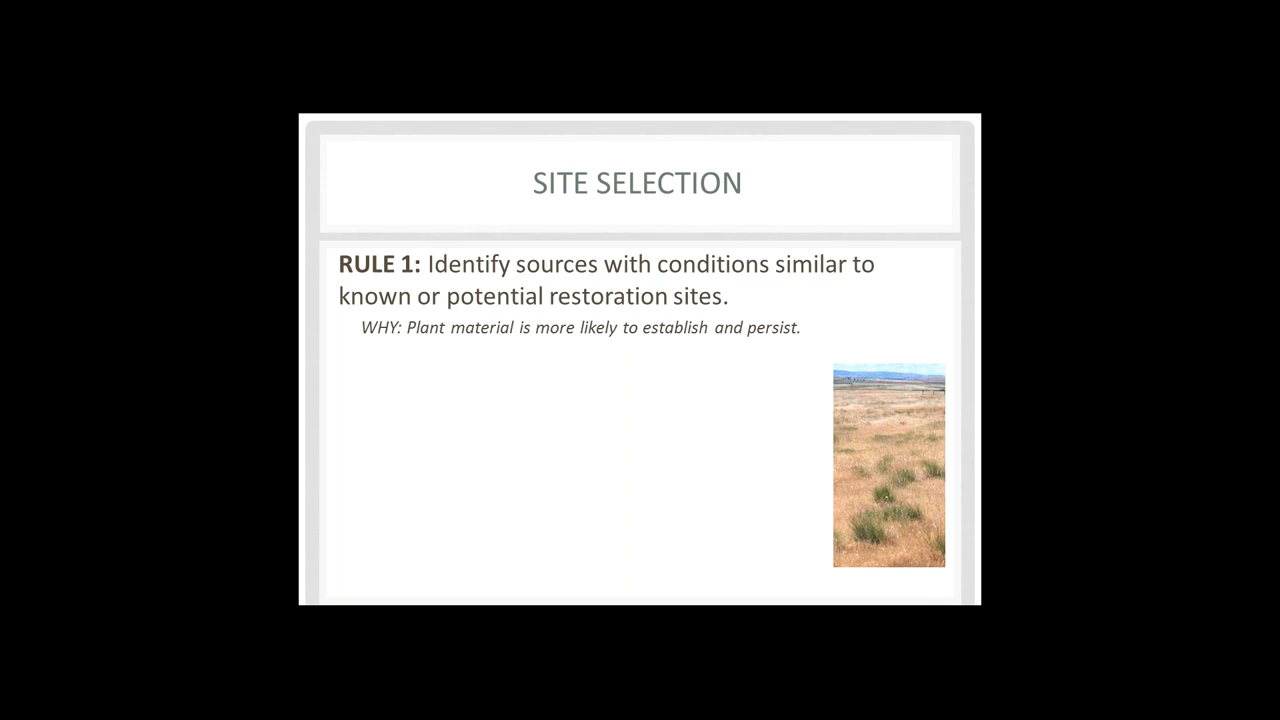 SITE SELECTION
RULE 1: Identify sources with conditions similar to
known or potential restoration sites.
WHY: Plant material is more likely to establish and persist.